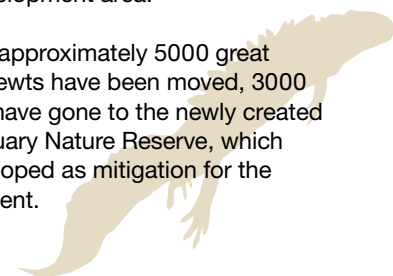 elopment area.
approximately 5000 great
ewts have been moved, 3000
have gone to the newly created
uary Nature Reserve, which
oped as mitigation for the
ent.